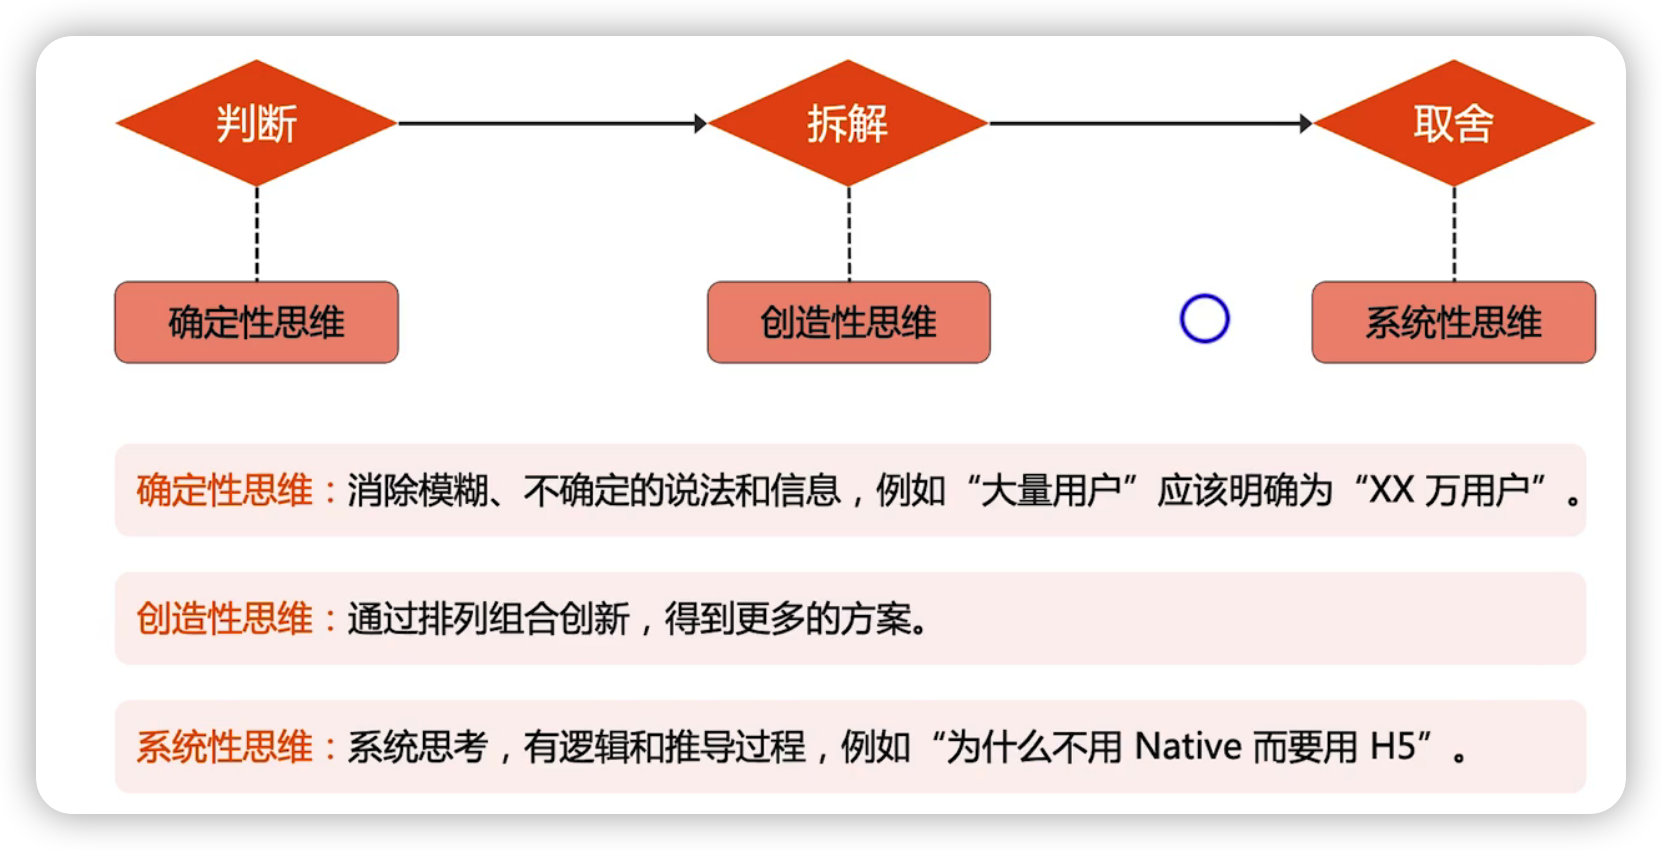 判断
拆解
取舍
确定性思维
创造性思维
系统性思维
确定性思维：消除模糊、不确定的说法和信息，例如“大量用户”应该明确为“XX 万用户”。
创造性思维：通过排列组合创新，得到更多的方案。
系统性思维：系统思考，有逻辑和推导过程，例如“为什么不用 Native 而要用 H5”。